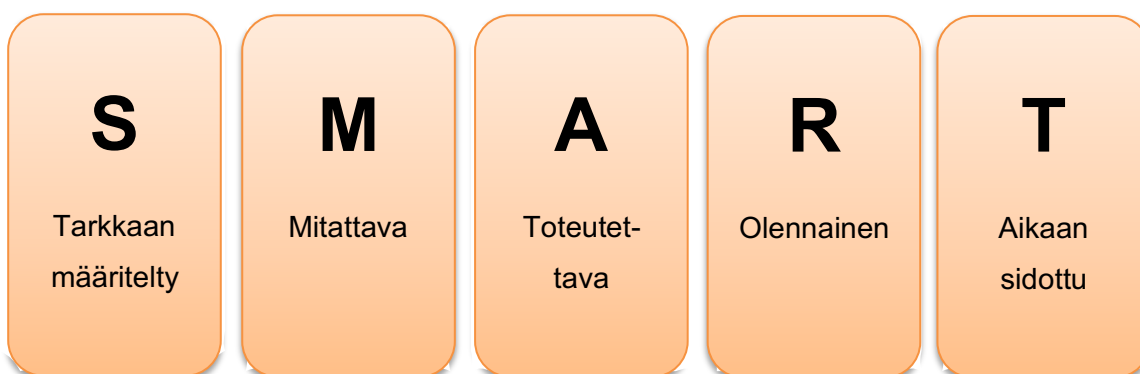 S
Tarkkaan
määritelty
M
Mitattava
A
Toteutet-
tava
R
Olennainen
T
Aikaan
sidottu